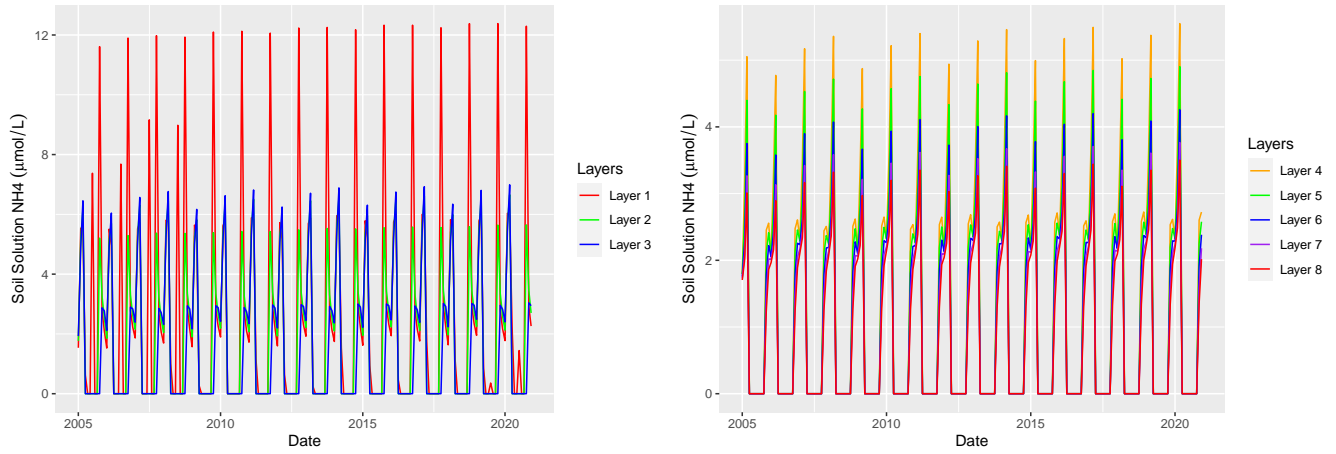 Soil Solution NH4 (μmol/L)
12
8
4
0
2005
2010
2015
2020
Date
Layers
Layer 1
Layer 2
Layer 3
Soil Soution NH4 (μmol/L)
4
2
0
2005
2010
2015
2020
Date
Layers
Layer 4
Layer 5
Layer 6
Layer 7
Layer 8